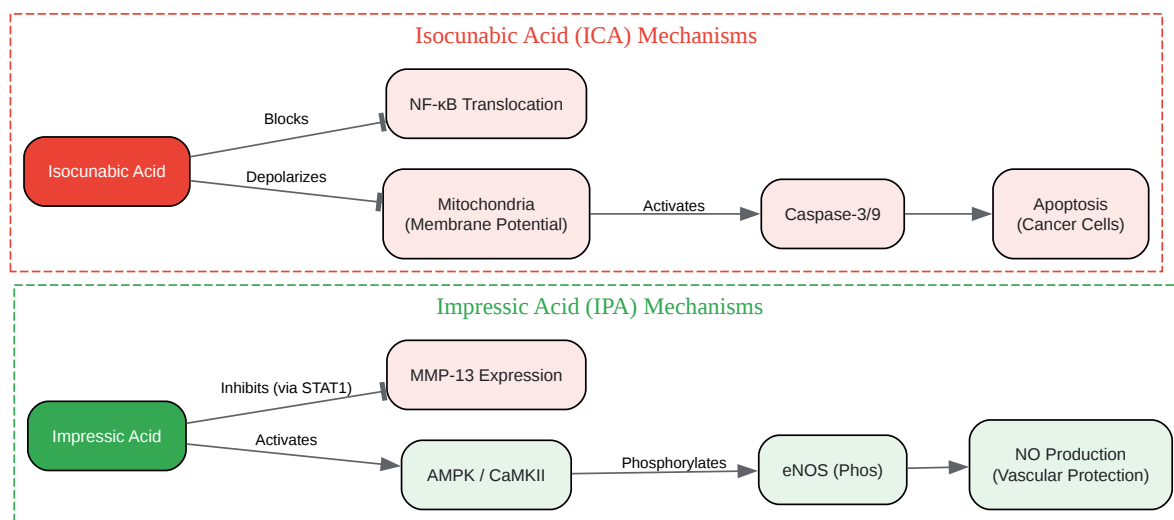 Isocunabic Acid (ICA) Mechanisms
NF-κB Translocation
Blocks
Isocunabic Acid
Depolarizes
Mitochondria
(Membrane Potential)
Activates
Caspase-3/9
Apoptosis
(Cancer Cells)
Impressic Acid (IPA) Mechanisms
MMP-13 Expression
Inhibits (via STAT1)
Impressic Acid
Activates
AMPK / CaMKII
Phosphorylates
eNOS (Phos)
NO Production
(Vascular Protection)